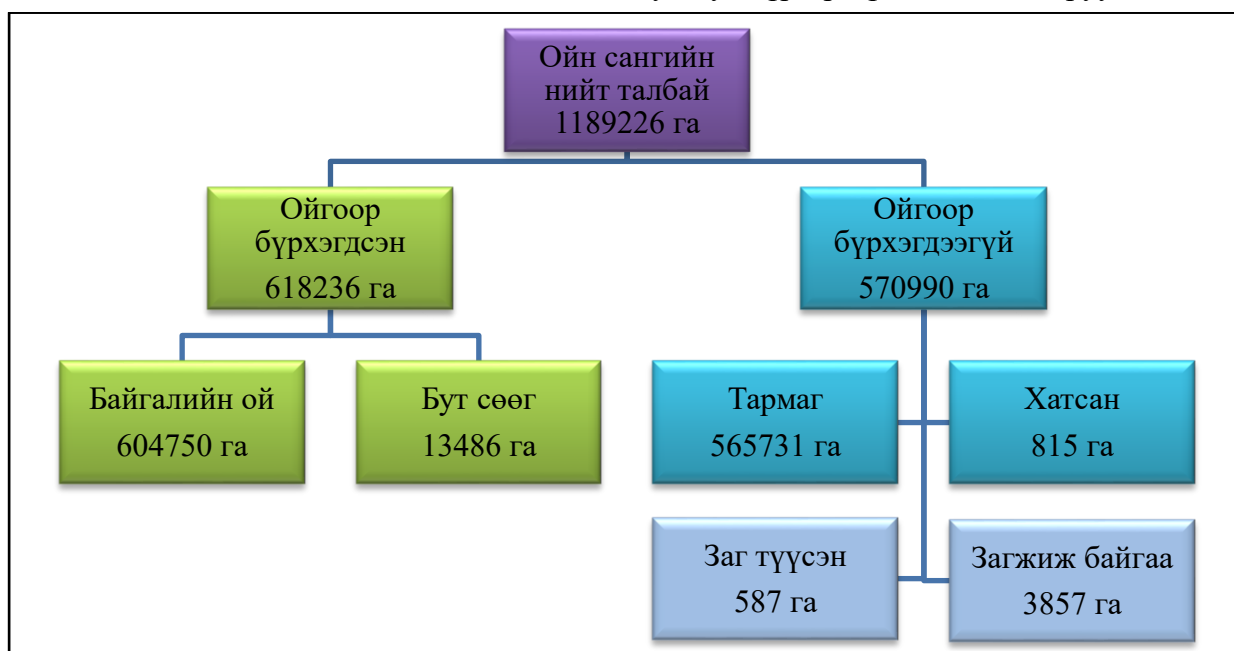 Ойн сангийн
нийт талбай
1189226 га
Ойгоор
бүрхэгдсэн
618236 га
Ойгоор
бүрхэгдээгүй
570990 га
Байгалийн ой
604750 га
Бут сөөг
13486 га
Тармаг
565731 га
Хатсан
815 га
Заг түүсэн
587 га
Загжиж байгаа
3857 га